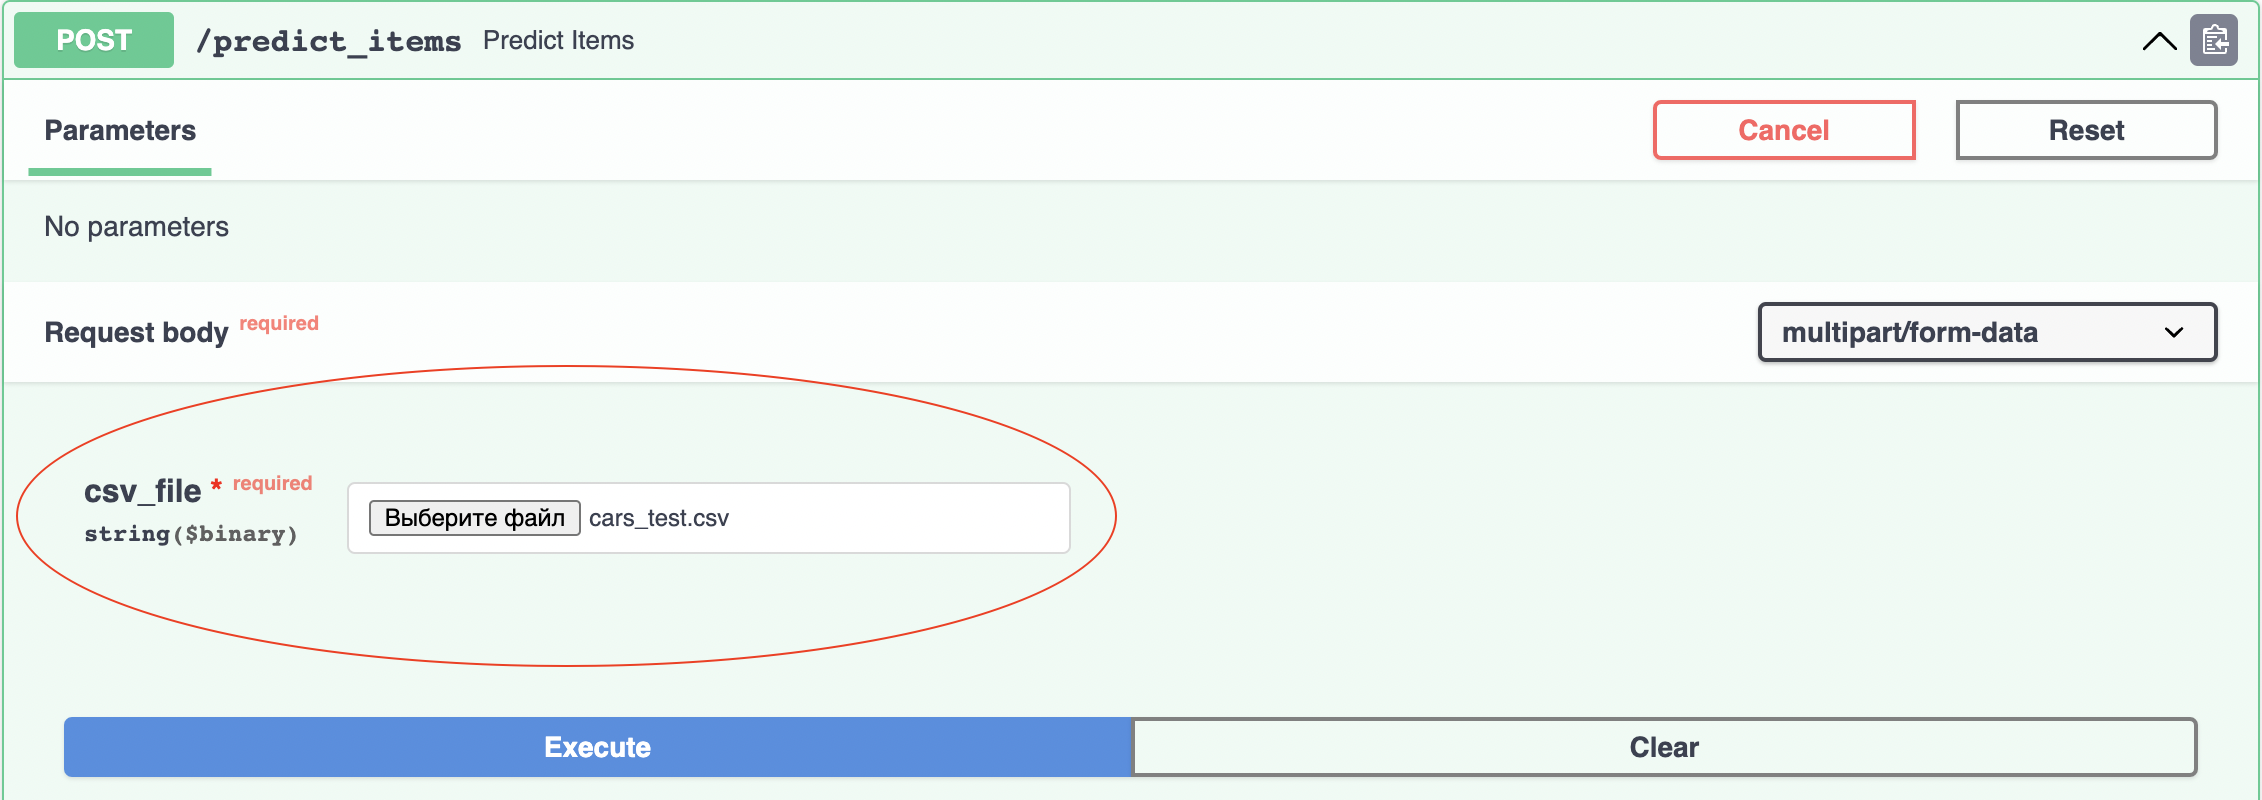 POST /predict_items Predict Items
Parameters
Cancel
Reset
No parameters
Request body required
multipart/form-data
csv_file * required
string($binary)
Выберите файл cars_test.csv
Execute
Clear